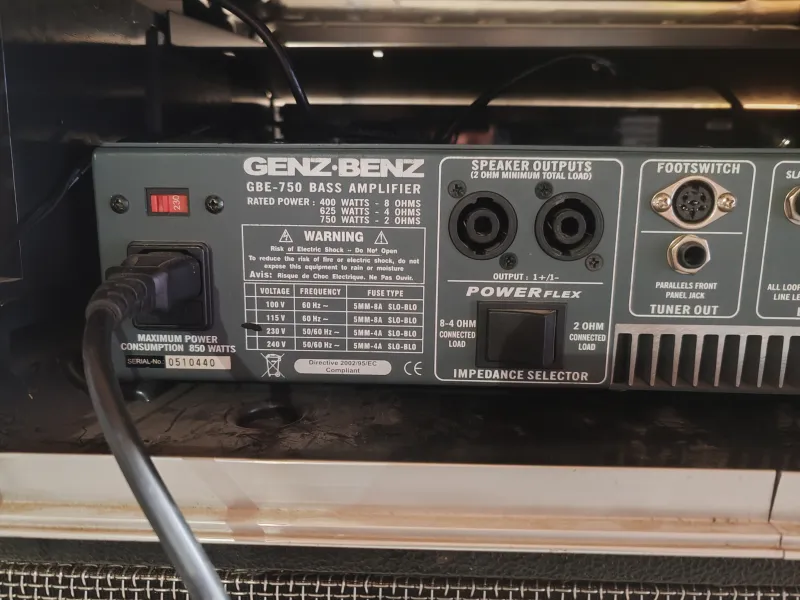 230
MAXIMUM POWER
CONSUMPTION 850 WATTS
SERIAL-No: 0510440
GENZ·BENZ
GBE-750 BASS AMPLIFIER
RATED POWER : 400 WATTS - 8 OHMS
625 WATTS - 4 OHMS
750 WATTS - 2 OHMS
WARNING
Risk of Electric Shock -- Do Not Open
To reduce the risk of fire or electric shock, do not
expose this equipment to rain or moisture
Avis: Risque de Choc Electrique. Ne Pas Ouvrir.
VOLTAGE FREQUENCY FUSE TYPE
100 V 60 Hz ~ 5MM-8A SLO-BLO
115 V 60 Hz ~ 5MM-8A SLO-BLO
230 V 50/60 Hz ~ 5MM-4A SLO-BLO
240 V 50/60 Hz ~ 5MM-4A SLO-BLO
Directive 2002/95/EC
Compliant
CE
SPEAKER OUTPUTS
(2 OHM MINIMUM TOTAL LOAD)
OUTPUT : 1+/1-
POWERFLEX
8-4 OHM
CONNECTED
LOAD
2 OHM
CONNECTED
LOAD
IMPEDANCE SELECTOR
FOOTSWITCH
PARALLELS FRONT
PANEL JACK
TUNER OUT
ALL LOO
LINE LE